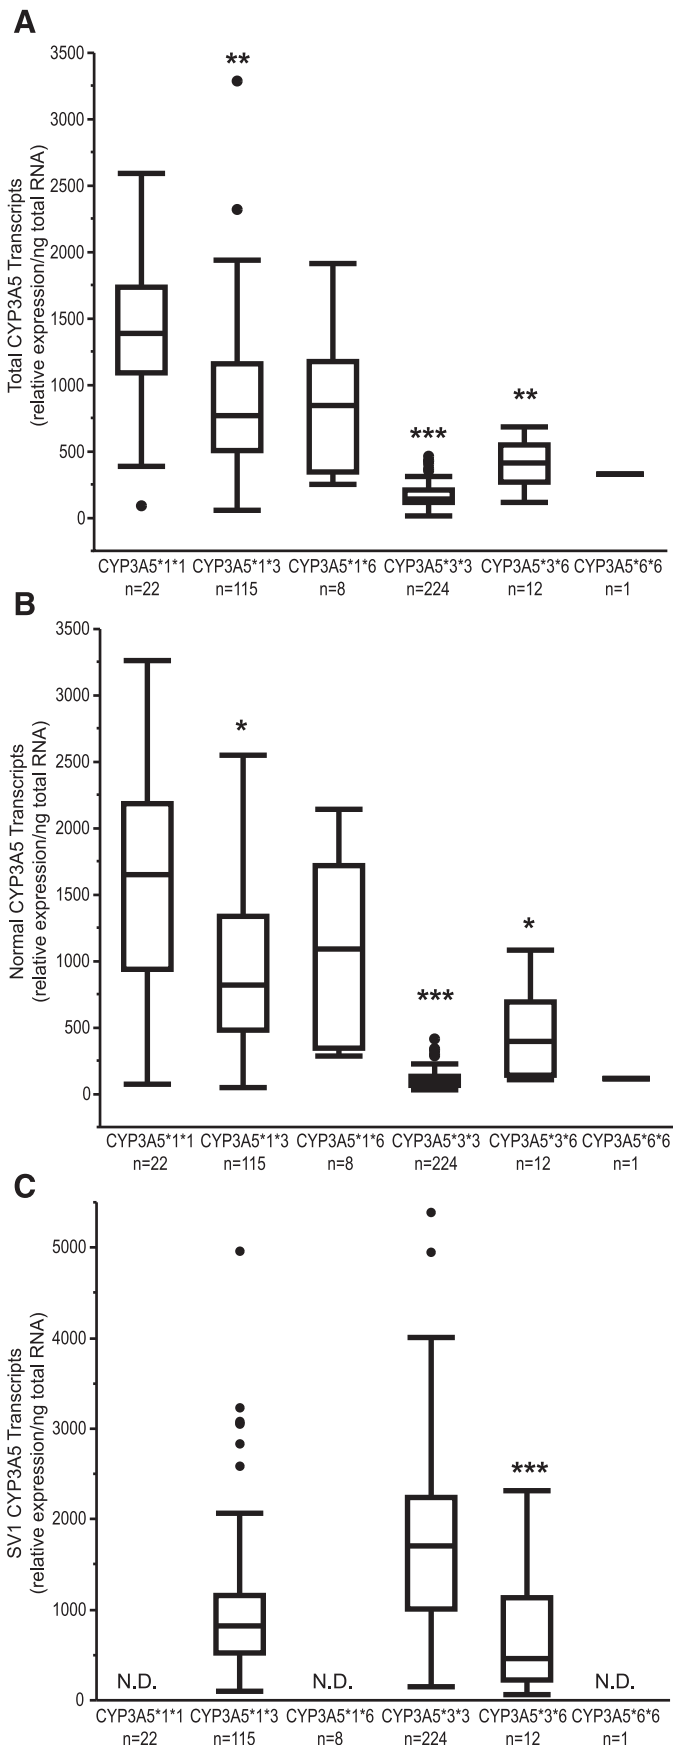 A
Total CYP3A5 Transcripts
(relative expression/ng total RNA)
3500
3000
2500
2000
1500
1000
500
0
**
***
**
CYP3A5*1*1 CYP3A5*1*3 CYP3A5*1*6 CYP3A5*3*3 CYP3A5*3*6 CYP3A5*6*6
n=22 n=115 n=8 n=224 n=12 n=1
B
Normal CYP3A5 Transcripts
(relative expression/ng total RNA)
3500
3000
2500
2000
1500
1000
500
0
*
***
*
CYP3A5*1*1 CYP3A5*1*3 CYP3A5*1*6 CYP3A5*3*3 CYP3A5*3*6 CYP3A5*6*6
n=22 n=115 n=8 n=224 n=12 n=1
C
SV1 CYP3A5 Transcripts
(relative expression/ng total RNA)
5000
4000
3000
2000
1000
0
***
N.D. N.D. N.D.
CYP3A5*1*1 CYP3A5*1*3 CYP3A5*1*6 CYP3A5*3*3 CYP3A5*3*6 CYP3A5*6*6
n=22 n=115 n=8 n=224 n=12 n=1